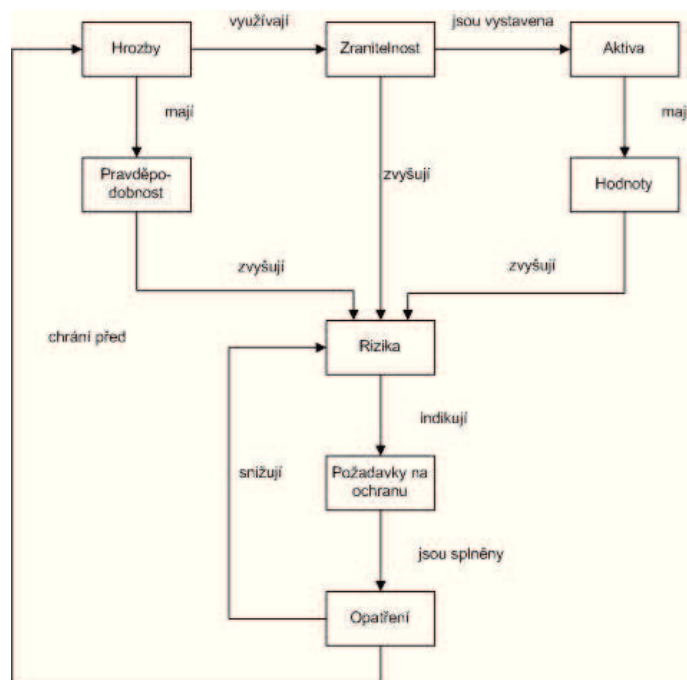 využívají
jsou vystavena
Hrozby
Zranitelnost
Aktiva
mají
maj
Pravděpo-
dobnost
zvyšují
Hodnoty
zvyšují
zvyšují
chrání před
Rizika
indikují
snižují
Požadavky na
ochranu
jsou splněny
Opatření